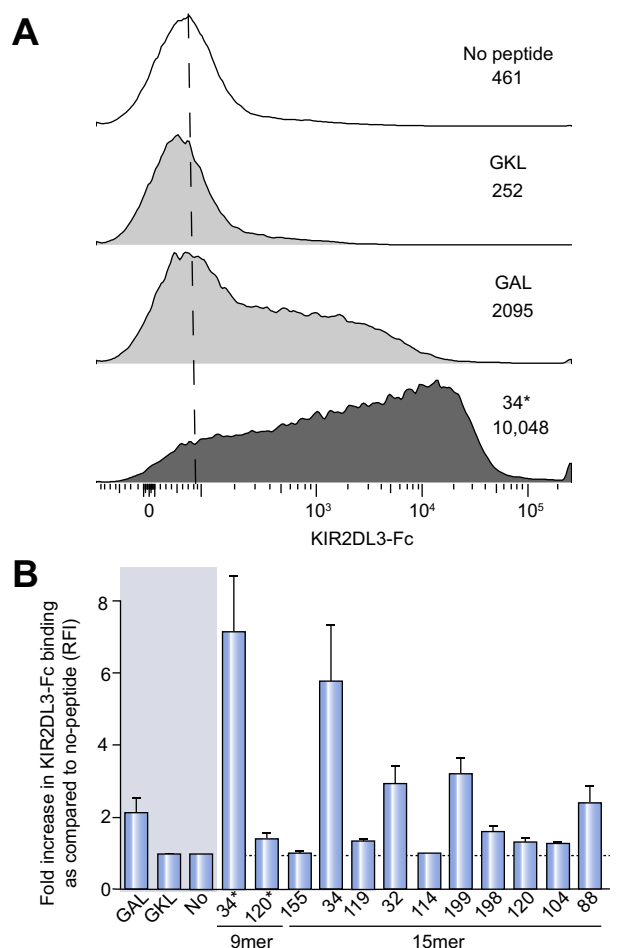 A
No peptide
461
GKL
252
GAL
2095
34*
10,048
0 10³ 10⁴ 10⁵
KIR2DL3-Fc
B
Fold increase in KIR2DL3-Fc binding
as compared to no-peptide (RFI)
8
6
4
2
0
GAL GKL No 34* 120* 155 34 119 32 114 199 198 120 104 88
9mer 15mer